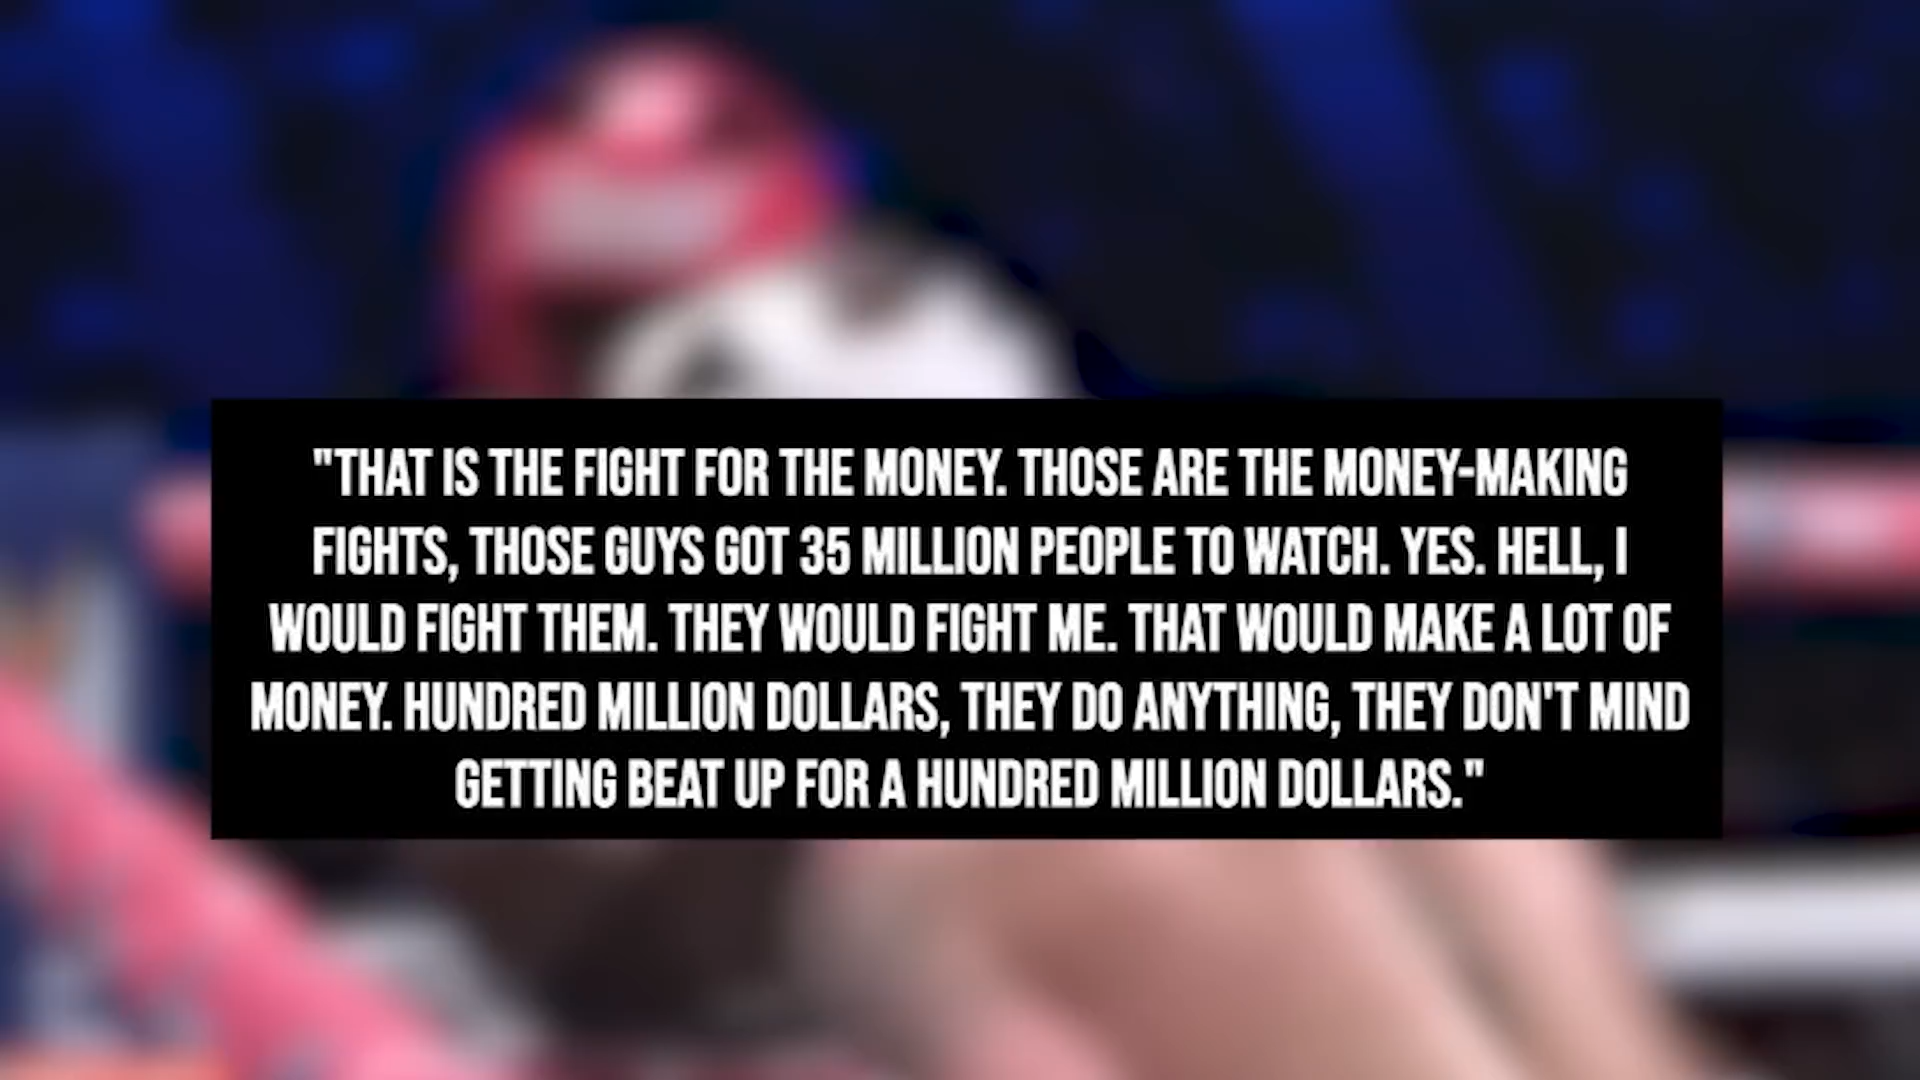 "THAT IS THE FIGHT FOR THE MONEY. THOSE ARE THE MONEY-MAKING
FIGHTS, THOSE GUYS GOT 35 MILLION PEOPLE TO WATCH. YES. HELL, I
WOULD FIGHT THEM. THEY WOULD FIGHT ME. THAT WOULD MAKE A LOT OF
MONEY. HUNDRED MILLION DOLLARS, THEY DO ANYTHING, THEY DON'T MIND
GETTING BEAT UP FOR A HUNDRED MILLION DOLLARS."